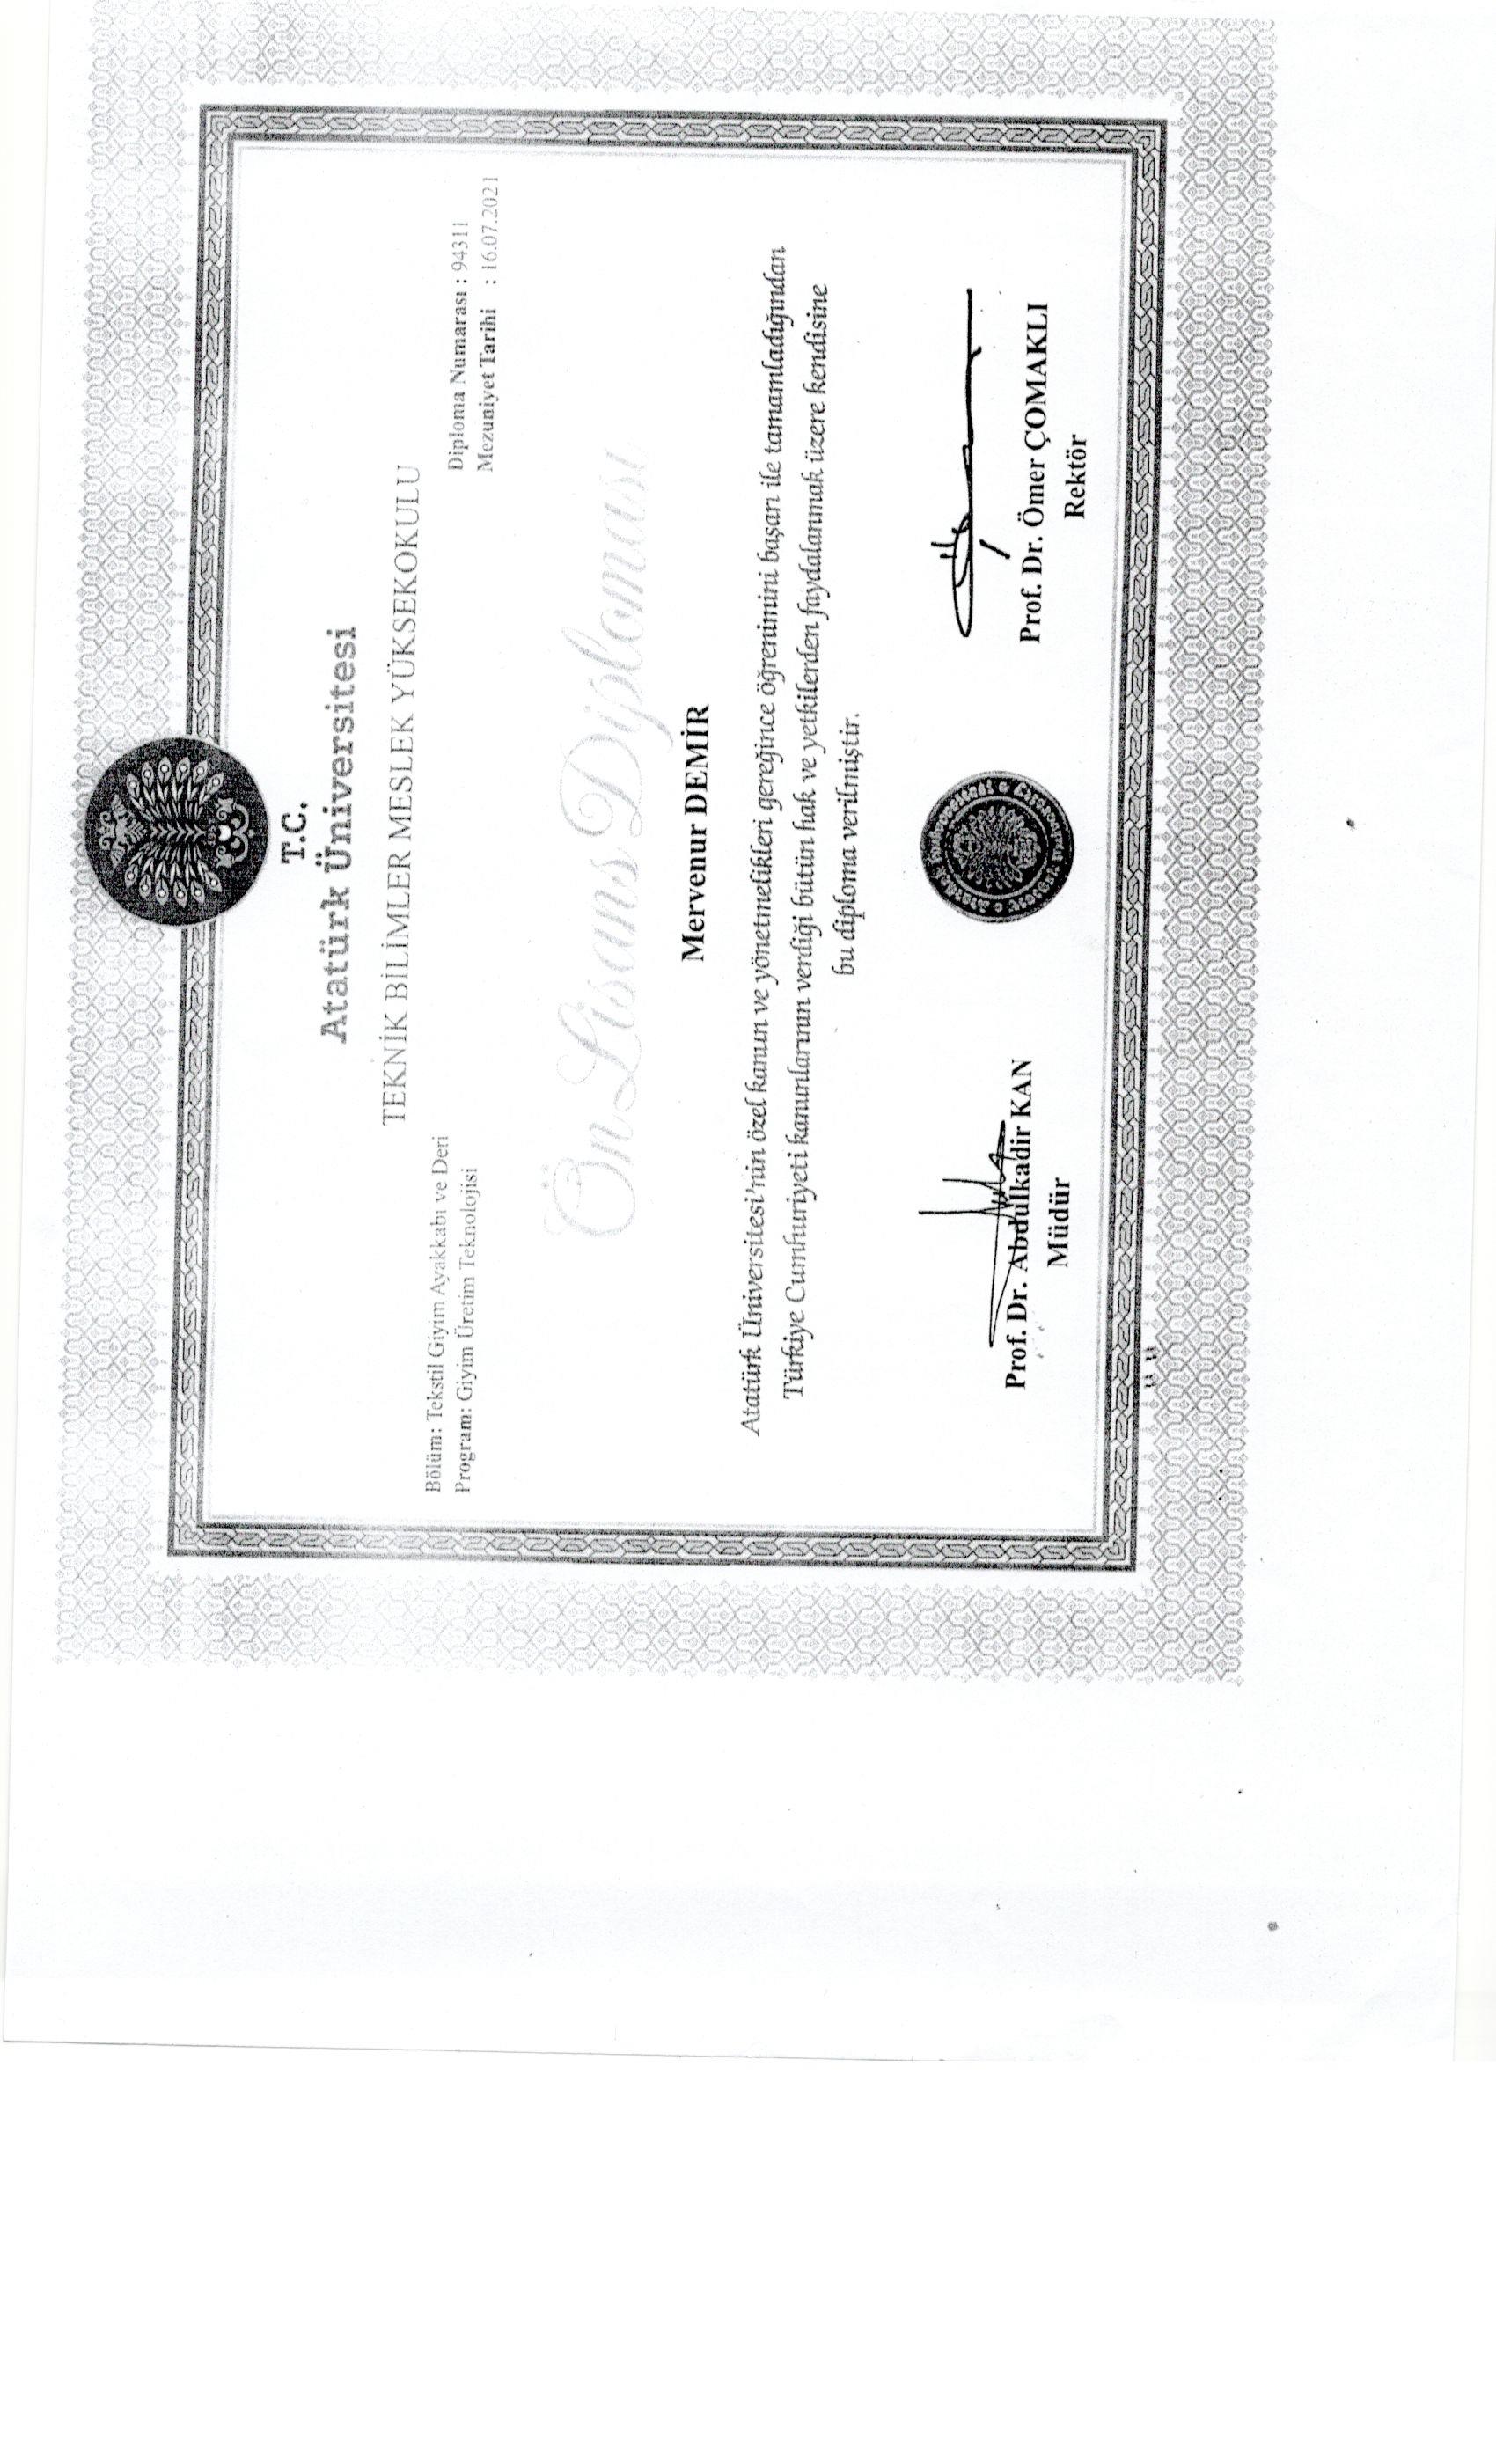 T.C.
Atatürk Üniversitesi
TEKNİK BİLİMLER MESLEK YÜKSEKOKULU
Bölüm: Tekstil Giyim Ayakkabı ve Deri
Program: Giyim Üretim Teknolojisi
Diploma Numarası : 94311
Mezuniyet Tarihi : 16.07.2021
Ön Lisans Diploması
Mervenur DEMİR
Atatürk Üniversitesi'nin özel kanun ve yönetmelikleri gereğince öğrenimini başarı ile tamamladığından
Türkiye Cumhuriyeti kanunlarının verdiği bütün hak ve yetkilerden faydalanmak üzere kendisine
bu diploma verilmiştir.
Prof. Dr. Abdulkadir KAN
Müdür
Prof. Dr. Ömer ÇOMAKLI
Rektör